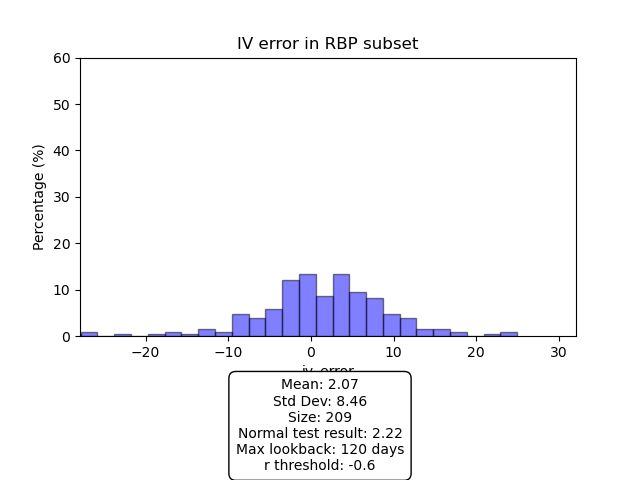 IV error in RBP subset
60
50
40
30
20
10
0
Percentage (%)
−20
−10
0
10
20
30
iv_error
Mean: 2.07
Std Dev: 8.46
Size: 209
Normal test result: 2.22
Max lookback: 120 days
r threshold: -0.6